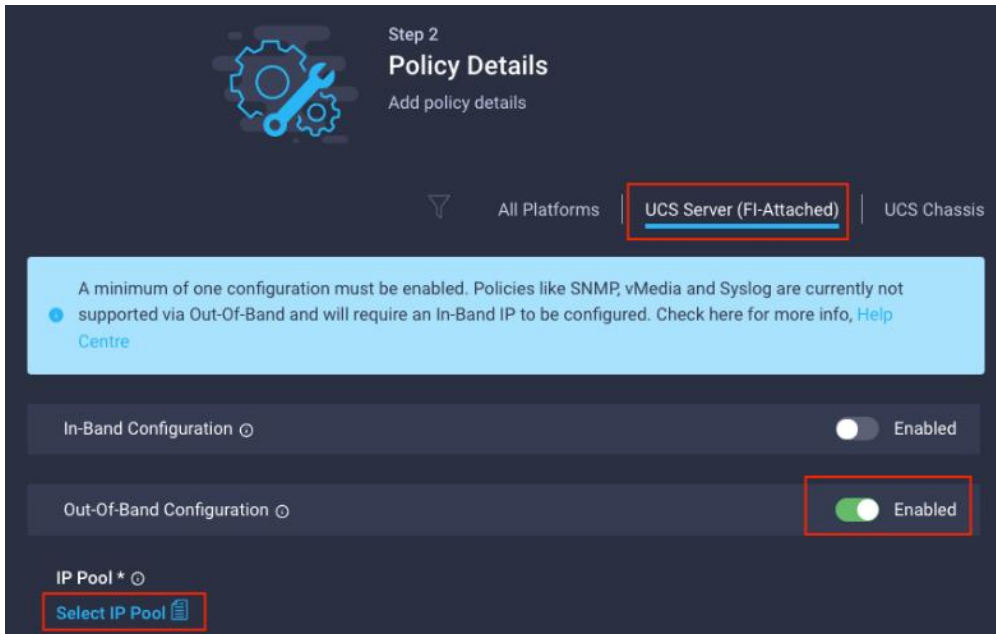 Step 2
Policy Details
Add policy details
All Platforms
UCS Server (FI-Attached)
UCS Chassis
A minimum of one configuration must be enabled. Policies like SNMP, vMedia and Syslog are currently not
supported via Out-Of-Band and will require an In-Band IP to be configured. Check here for more info, Help
Centre
In-Band Configuration
Enabled
Out-Of-Band Configuration
Enabled
IP Pool *
Select IP Pool